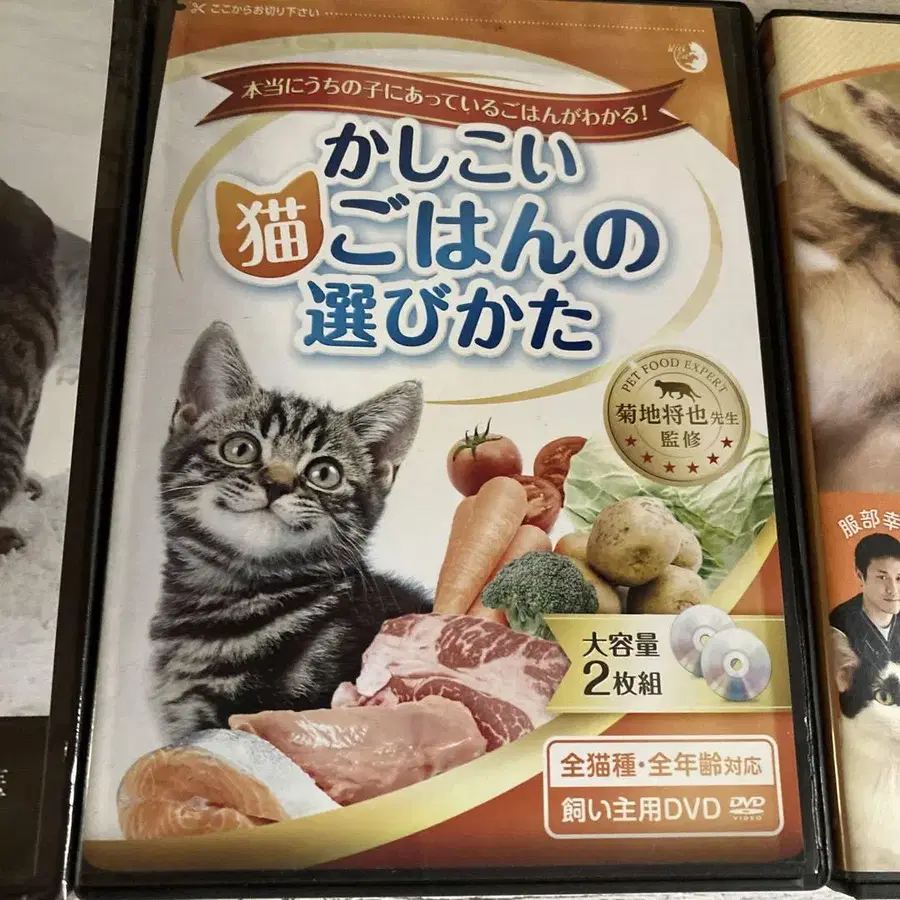 ここからお切り下さい
With Cat
本当にうちの子にあっているごはんがわかる!
かしこい
猫ごはんの
選びかた
PET FOOD EXPERT
菊地将也先生
監修
大容量
2枚組
全猫種・全年齢対応
飼い主用DVD
DVD
VIDEO
服部幸